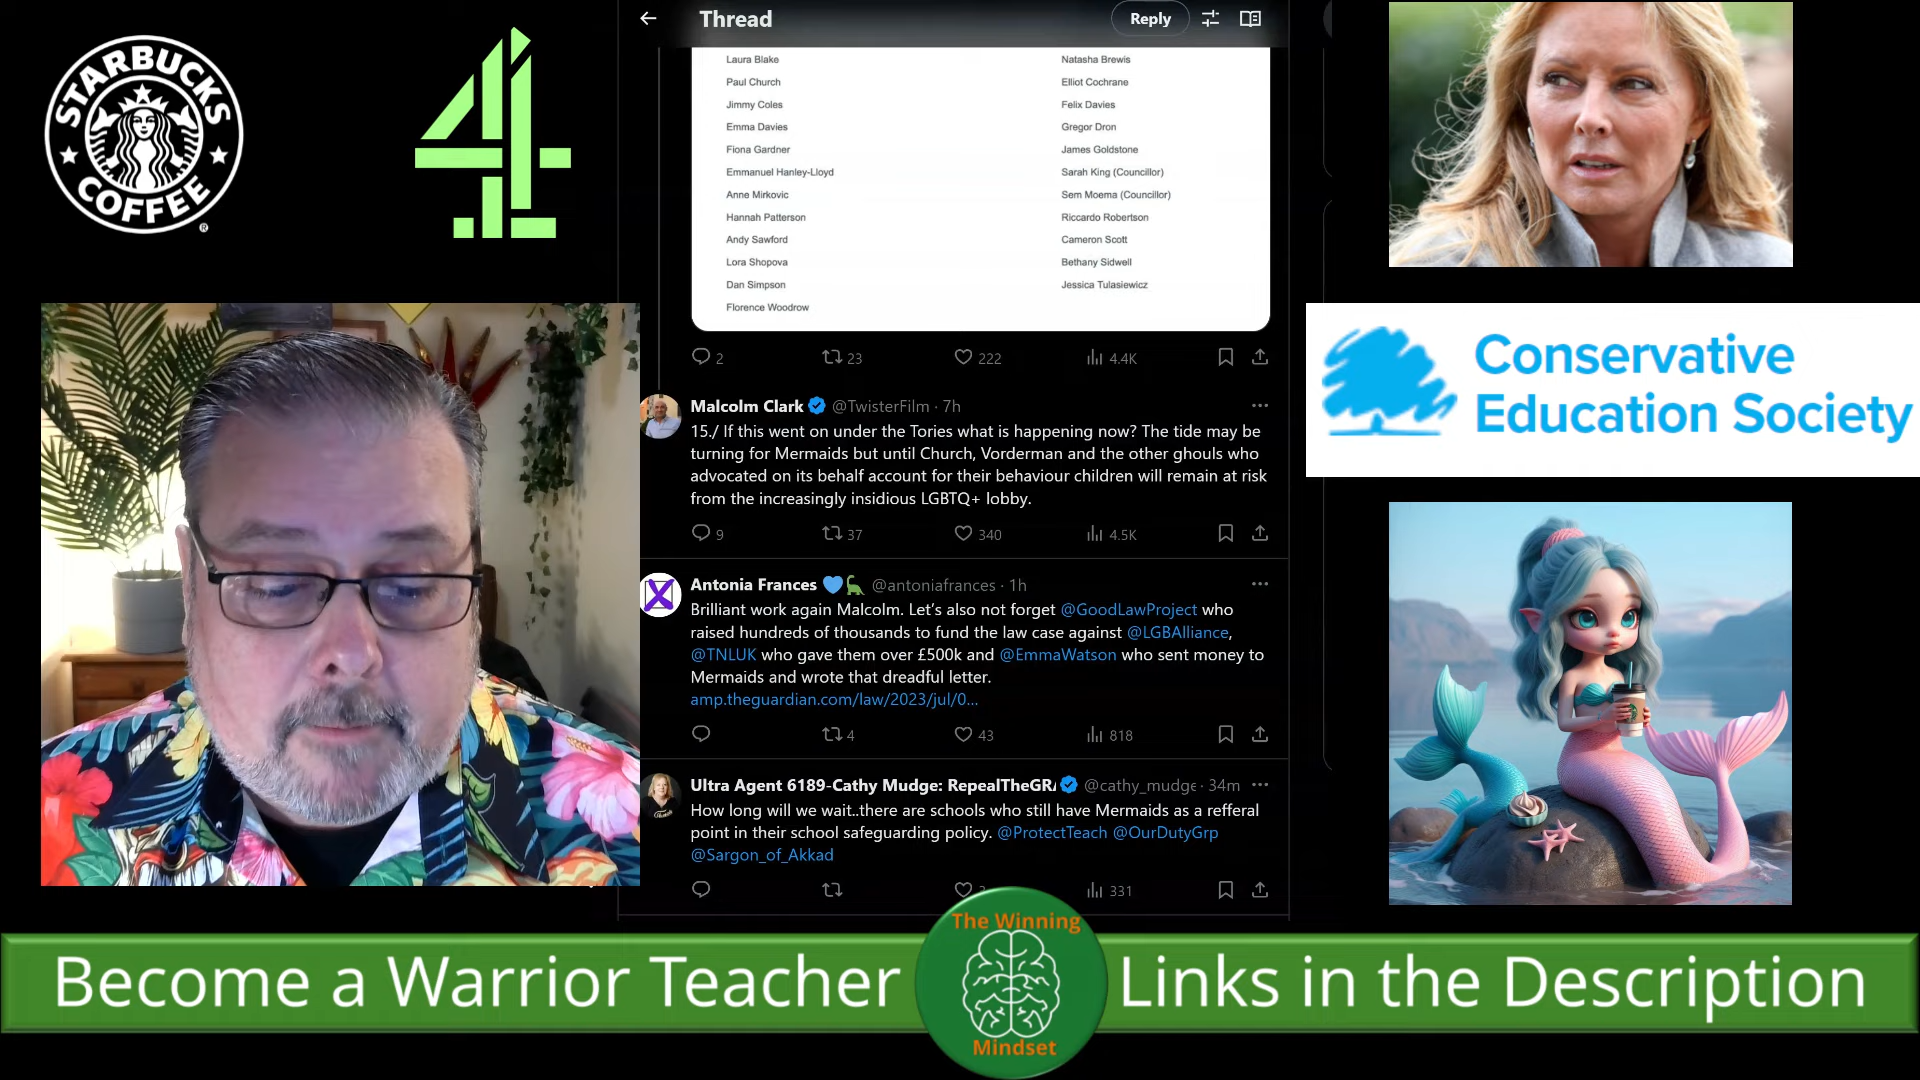 STARBUCKS
COFFEE
®
4
Thread
Reply
Laura Blake
Natasha Brewis
Paul Church
Elliot Cochrane
Jimmy Coles
Felix Davies
Emma Davies
Gregor Dron
Fiona Gardner
James Goldstone
Emmanuel Hanley-Lloyd
Sarah King (Councillor)
Anne Mirkovic
Sem Moema (Councillor)
Hannah Patterson
Riccardo Robertson
Andy Sawford
Cameron Scott
Lora Shopova
Bethany Sidwell
Dan Simpson
Jessica Tulasiewicz
Florence Woodrow
2 23 222 4.4K
Malcolm Clark @TwisterFilm · 7h
15./ If this went on under the Tories what is happening now? The tide may be
turning for Mermaids but until Church, Vorderman and the other ghouls who
advocated on its behalf account for their behaviour children will remain at risk
from the increasingly insidious LGBTQ+ lobby.
9 37 340 4.5K
Antonia Frances 💙🦕 @antoniafrances · 1h
Brilliant work again Malcolm. Let's also not forget @GoodLawProject who
raised hundreds of thousands to fund the law case against @LGBAlliance,
@TNLUK who gave them over £500k and @EmmaWatson who sent money to
Mermaids and wrote that dreadful letter.
amp.theguardian.com/law/2023/jul/0...
4 43 818
Ultra Agent 6189-Cathy Mudge: RepealTheGR @cathy_mudge · 34m
How long will we wait..there are schools who still have Mermaids as a refferal
point in their school safeguarding policy. @ProtectTeach @OurDutyGrp
@Sargon_of_Akkad
331
Conservative
Education Society
Become a Warrior Teacher
The Winning
Mindset
Links in the Description